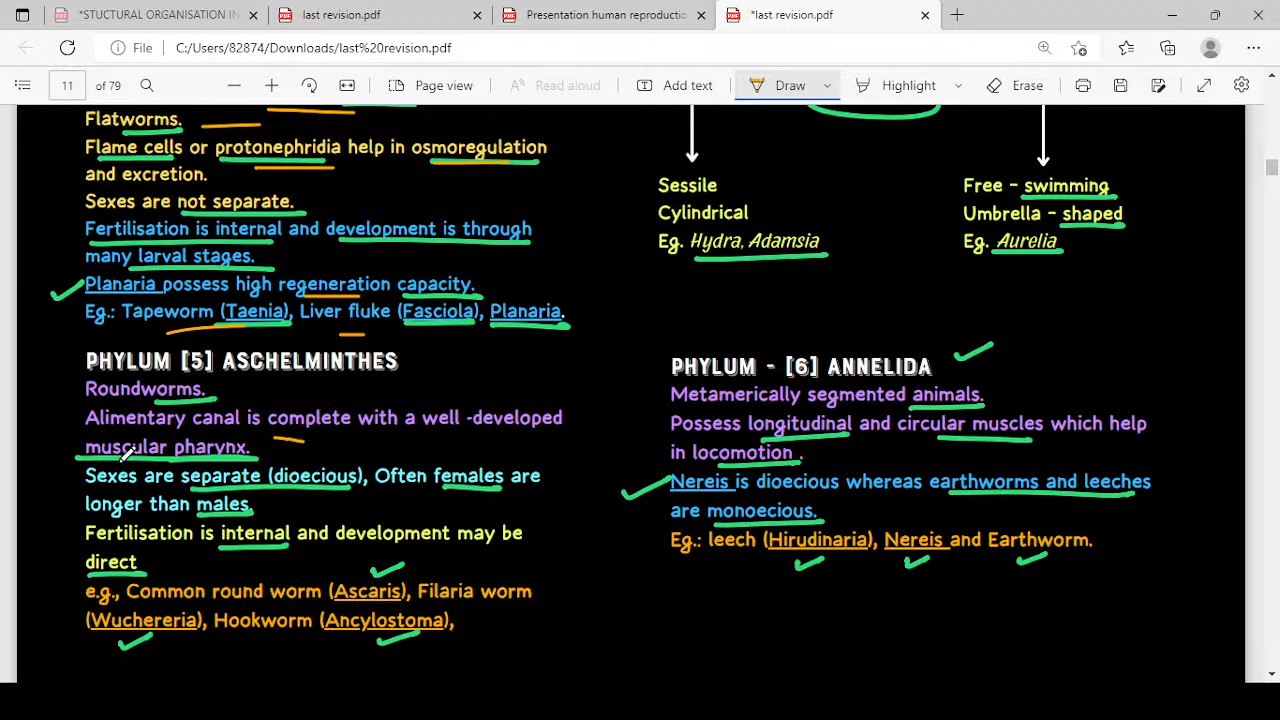 *STUCTURAL ORGANISATION IN
last revision.pdf
Presentation human reproductio
*last revision.pdf
File
C:/Users/82874/Downloads/last%20revision.pdf
11 of 79
Page view
Read aloud
Add text
Draw
Highlight
Erase
Flatworms.
Flame cells or protonephridia help in osmoregulation
and excretion.
Sexes are not separate.
Fertilisation is internal and development is through
many larval stages.
Planaria possess high regeneration capacity.
Eg.: Tapeworm (Taenia), Liver fluke (Fasciola), Planaria.
PHYLUM [5] ASCHELMINTHES
Roundworms.
Alimentary canal is complete with a well -developed
muscular pharynx.
Sexes are separate (dioecious), Often females are
longer than males.
Fertilisation is internal and development may be
direct
e.g., Common round worm (Ascaris), Filaria worm
(Wuchereria), Hookworm (Ancylostoma),
Sessile
Cylindrical
Eg. Hydra, Adamsia
Free - swimming
Umbrella - shaped
Eg. Aurelia
PHYLUM - [6] ANNELIDA
Metamerically segmented animals.
Possess longitudinal and circular muscles which help
in locomotion .
Nereis is dioecious whereas earthworms and leeches
are monoecious.
Eg.: leech (Hirudinaria), Nereis and Earthworm.